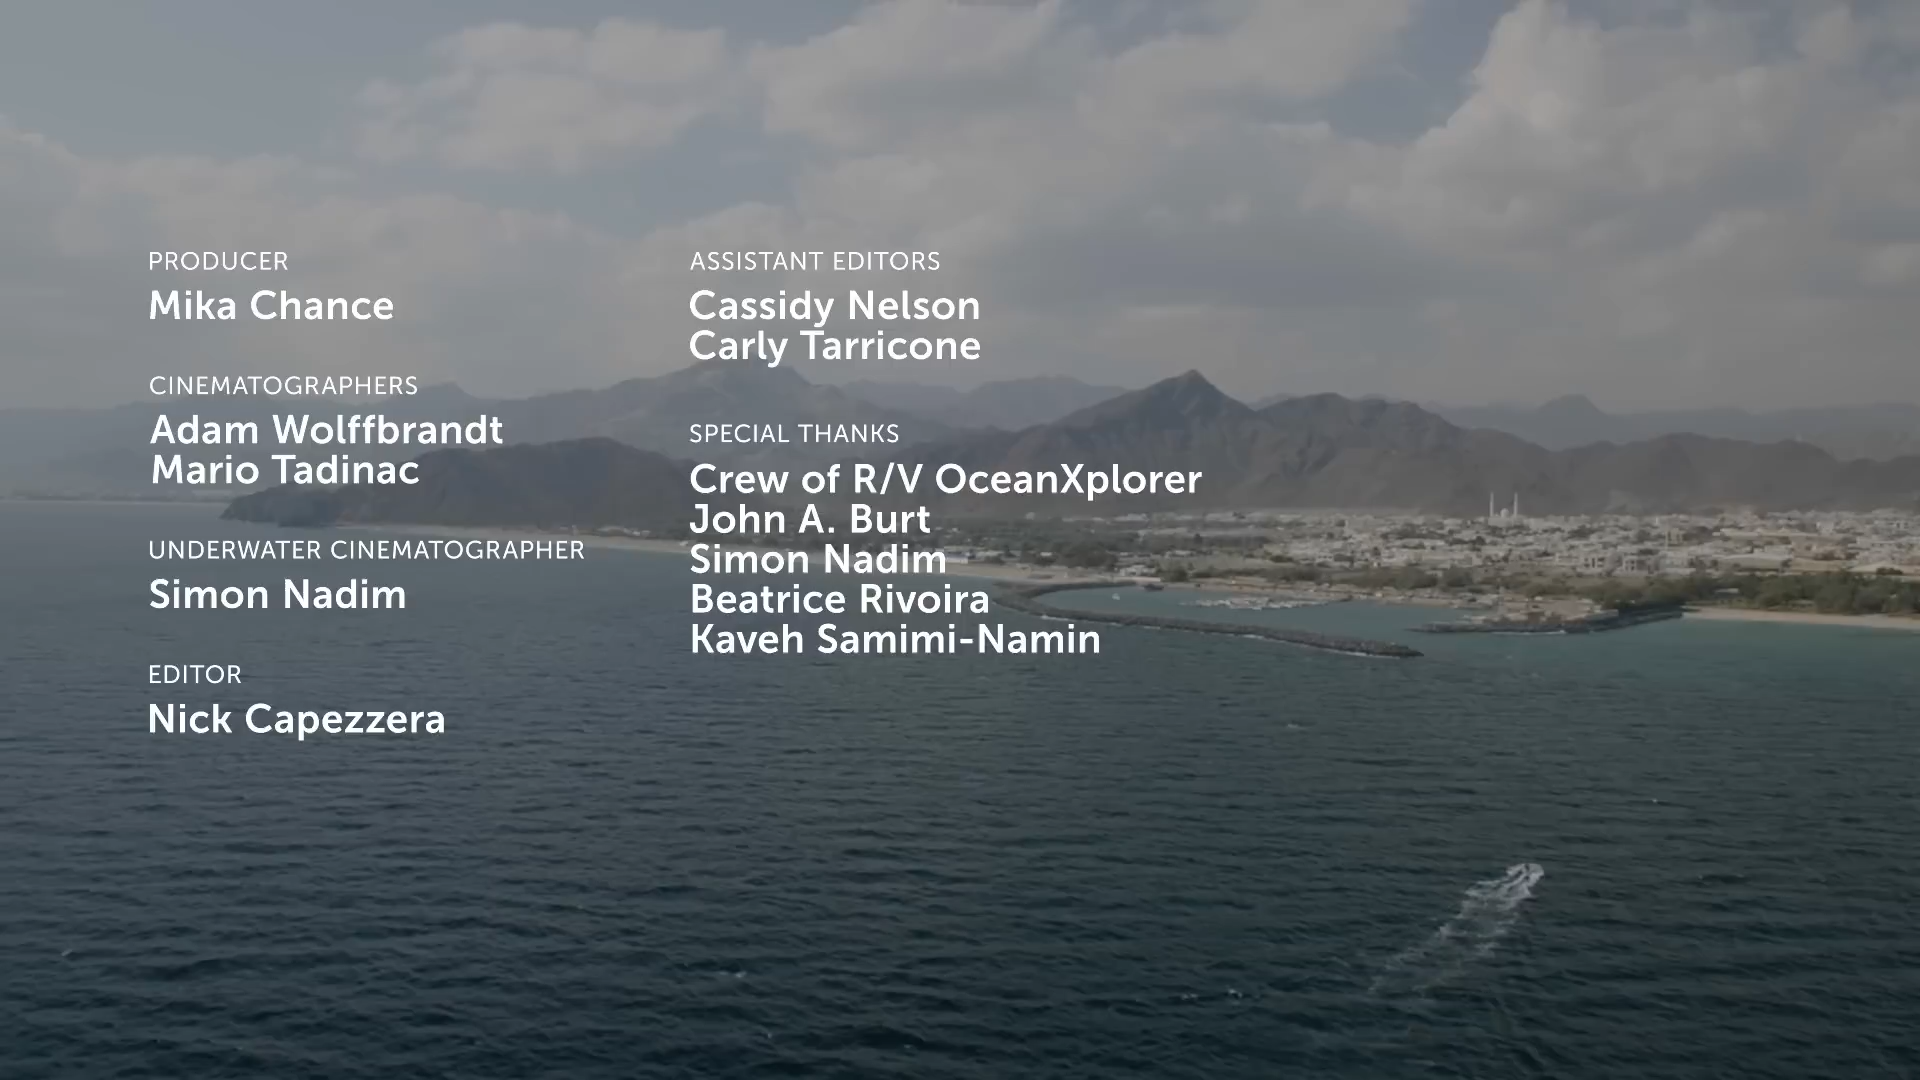 PRODUCER
Mika Chance
CINEMATOGRAPHERS
Adam Wolffbrandt
Mario Tadinac
UNDERWATER CINEMATOGRAPHER
Simon Nadim
EDITOR
Nick Capezzera
ASSISTANT EDITORS
Cassidy Nelson
Carly Tarricone
SPECIAL THANKS
Crew of R/V OceanXplorer
John A. Burt
Simon Nadim
Beatrice Rivoira
Kaveh Samimi-Namin